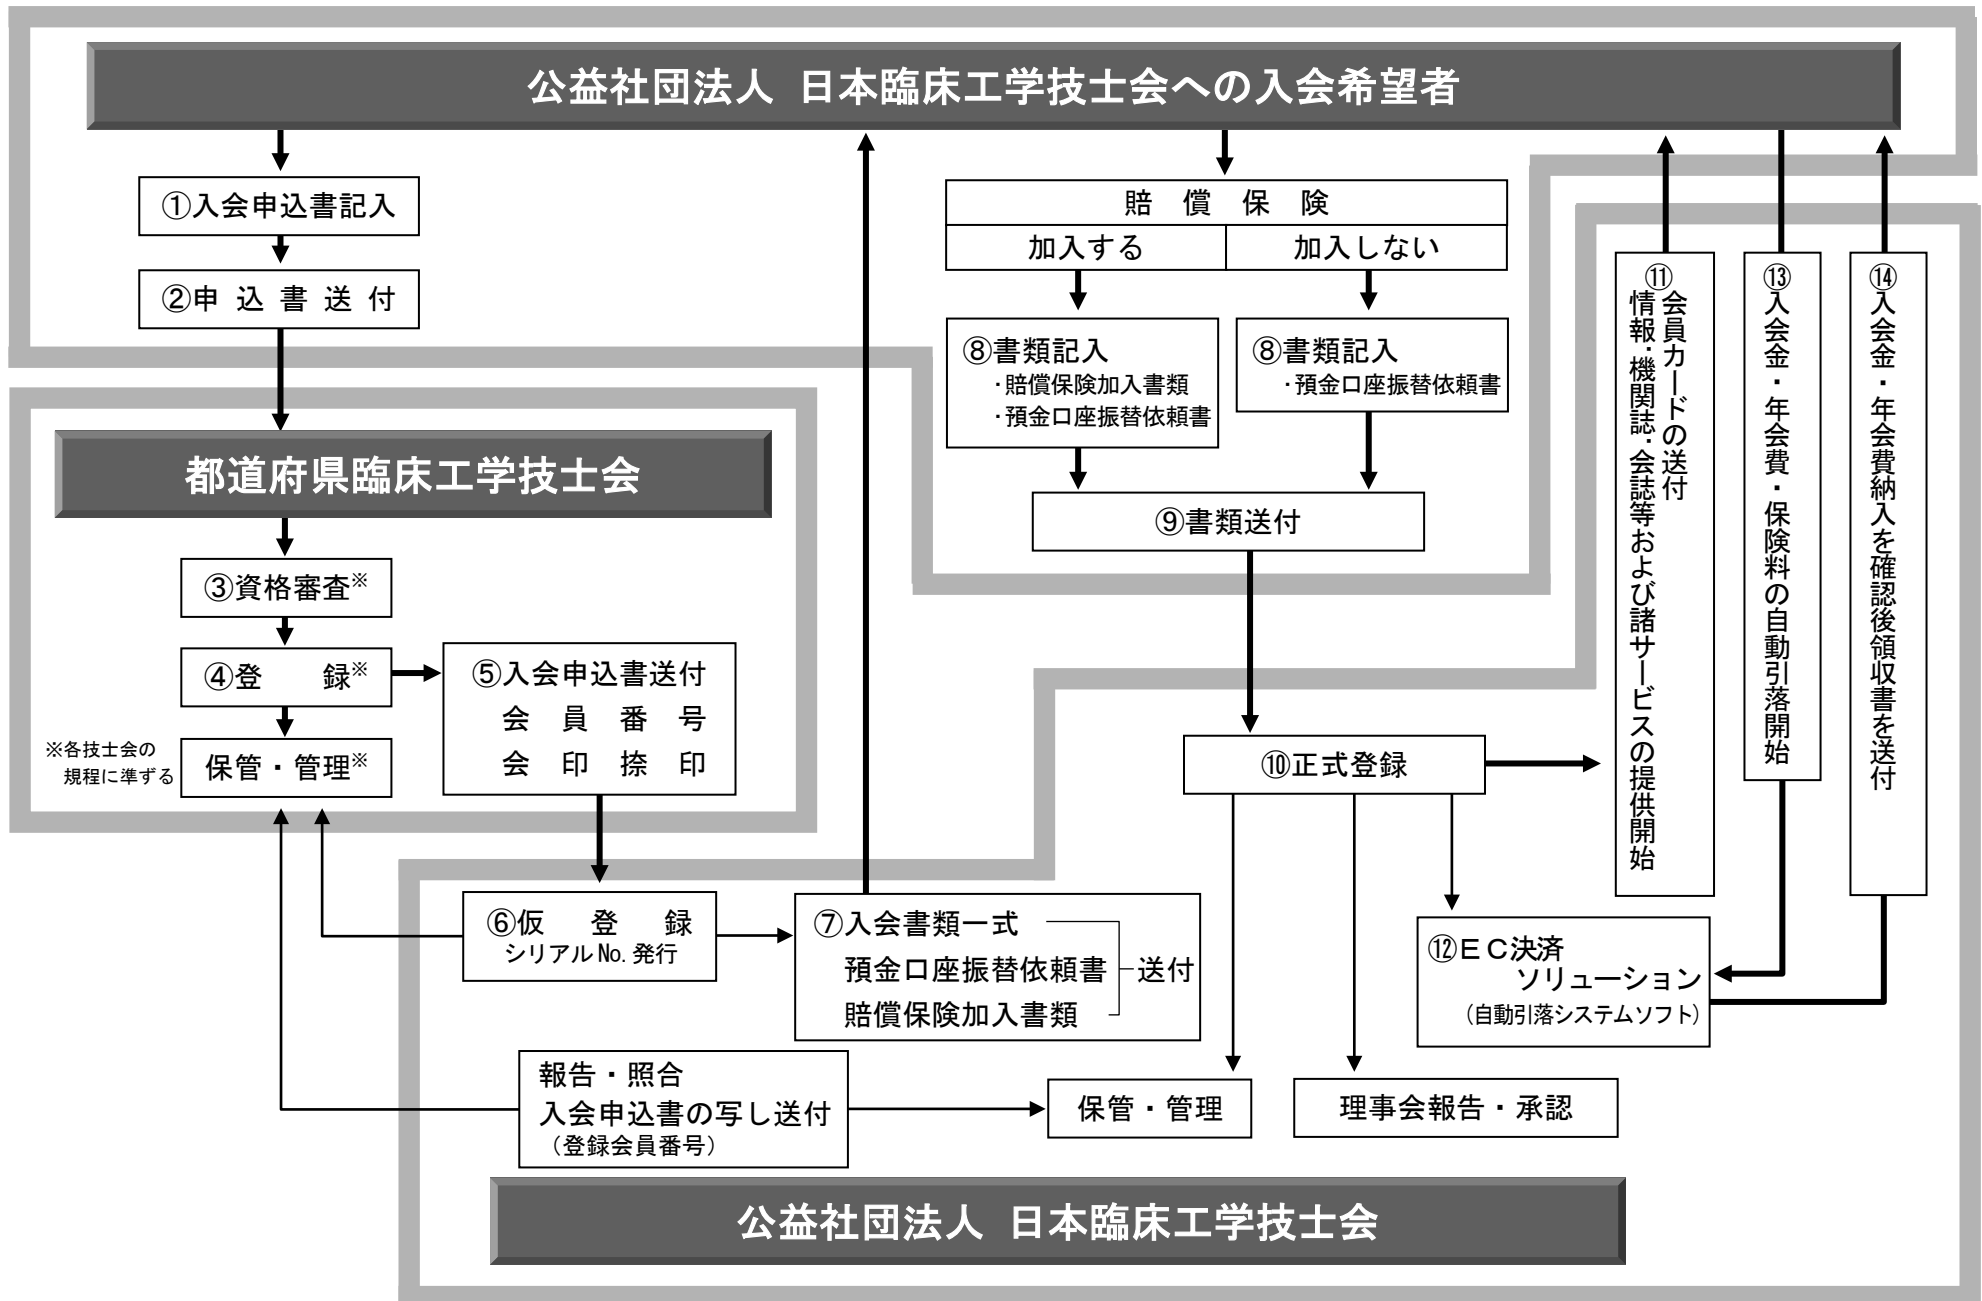 公益社団法人 日本臨床工学技士会への入会希望者
①入会申込書記入
②申込書送付
都道府県臨床工学技士会
③資格審査※
④登　録※
保管・管理※
※各技士会の
規程に準ずる
⑤入会申込書送付
会員番号
会印捺印
⑥仮登録
シリアルNo.発行
⑦入会書類一式
預金口座振替依頼書
賠償保険加入書類
送付
賠償保険
加入する
加入しない
⑧書類記入
・賠償保険加入書類
・預金口座振替依頼書
⑧書類記入
・預金口座振替依頼書
⑨書類送付
⑩正式登録
⑪会員カードの送付
情報・機関誌・会誌等および諸サービスの提供開始
⑫ＥＣ決済
ソリューション
（自動引落システムソフト）
⑬入会金・年会費・保険料の自動引落開始
⑭入会金・年会費納入を確認後領収書を送付
報告・照合
入会申込書の写し送付
（登録会員番号）
保管・管理
理事会報告・承認
公益社団法人 日本臨床工学技士会